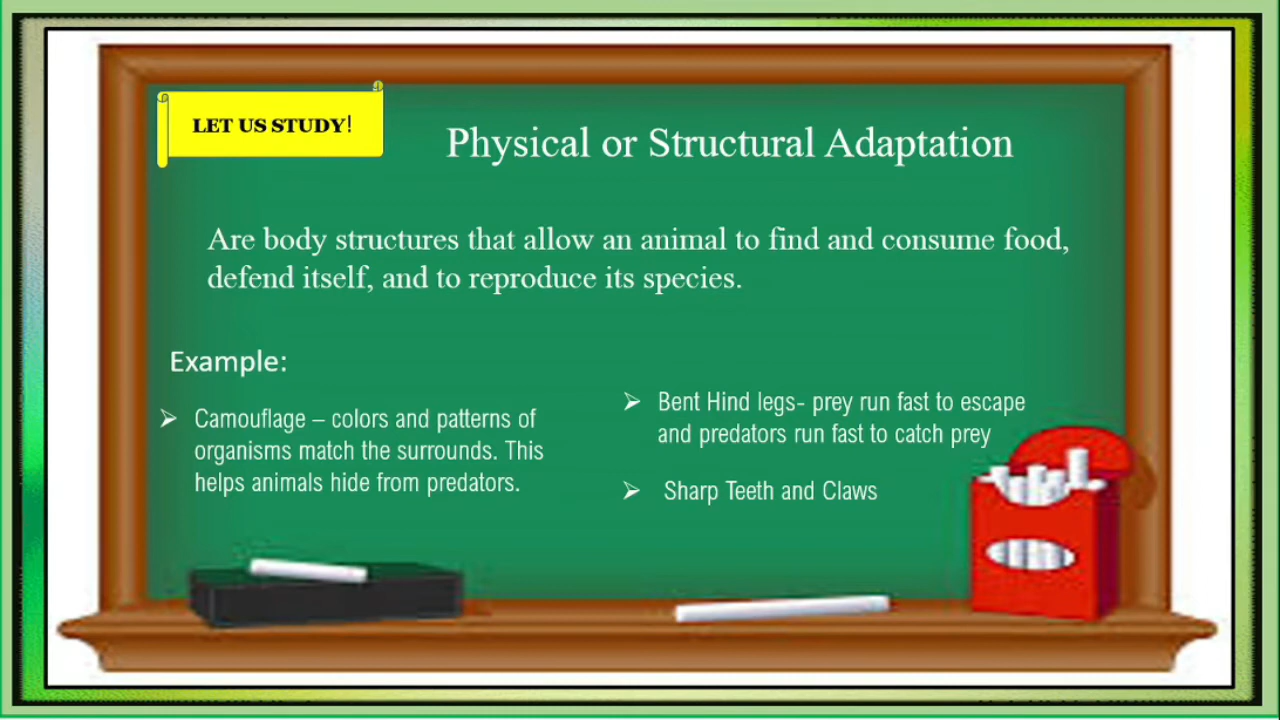 LET US STUDY!
Physical or Structural Adaptation
Are body structures that allow an animal to find and consume food,
defend itself, and to reproduce its species.
Example:
➢ Camouflage – colors and patterns of
organisms match the surrounds. This
helps animals hide from predators.
➢ Bent Hind legs- prey run fast to escape
and predators run fast to catch prey
➢ Sharp Teeth and Claws